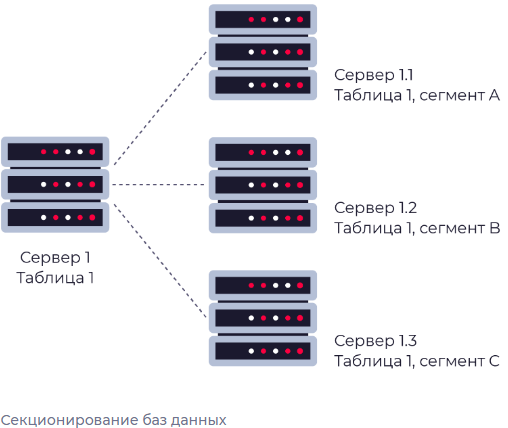 Сервер 1.1
Таблица 1, сегмент A
Сервер 1
Таблица 1
Сервер 1.2
Таблица 1, сегмент B
Сервер 1.3
Таблица 1, сегмент C
Секционирование баз данных